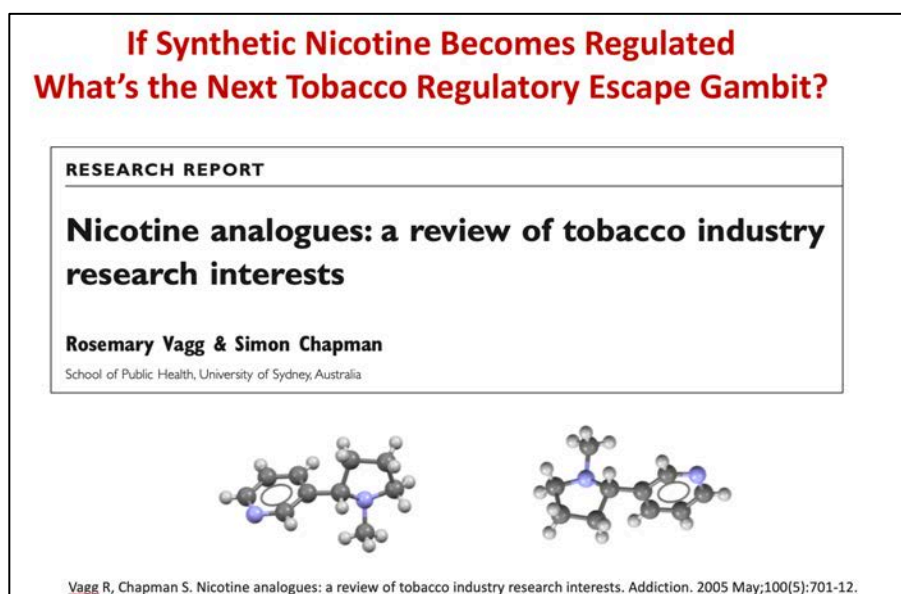 If Synthetic Nicotine Becomes Regulated
What's the Next Tobacco Regulatory Escape Gambit?
RESEARCH REPORT
Nicotine analogues: a review of tobacco industry
research interests
Rosemary Vagg & Simon Chapman
School of Public Health, University of Sydney, Australia
Vagg R, Chapman S. Nicotine analogues: a review of tobacco industry research interests. Addiction. 2005 May;100(5):701-12.